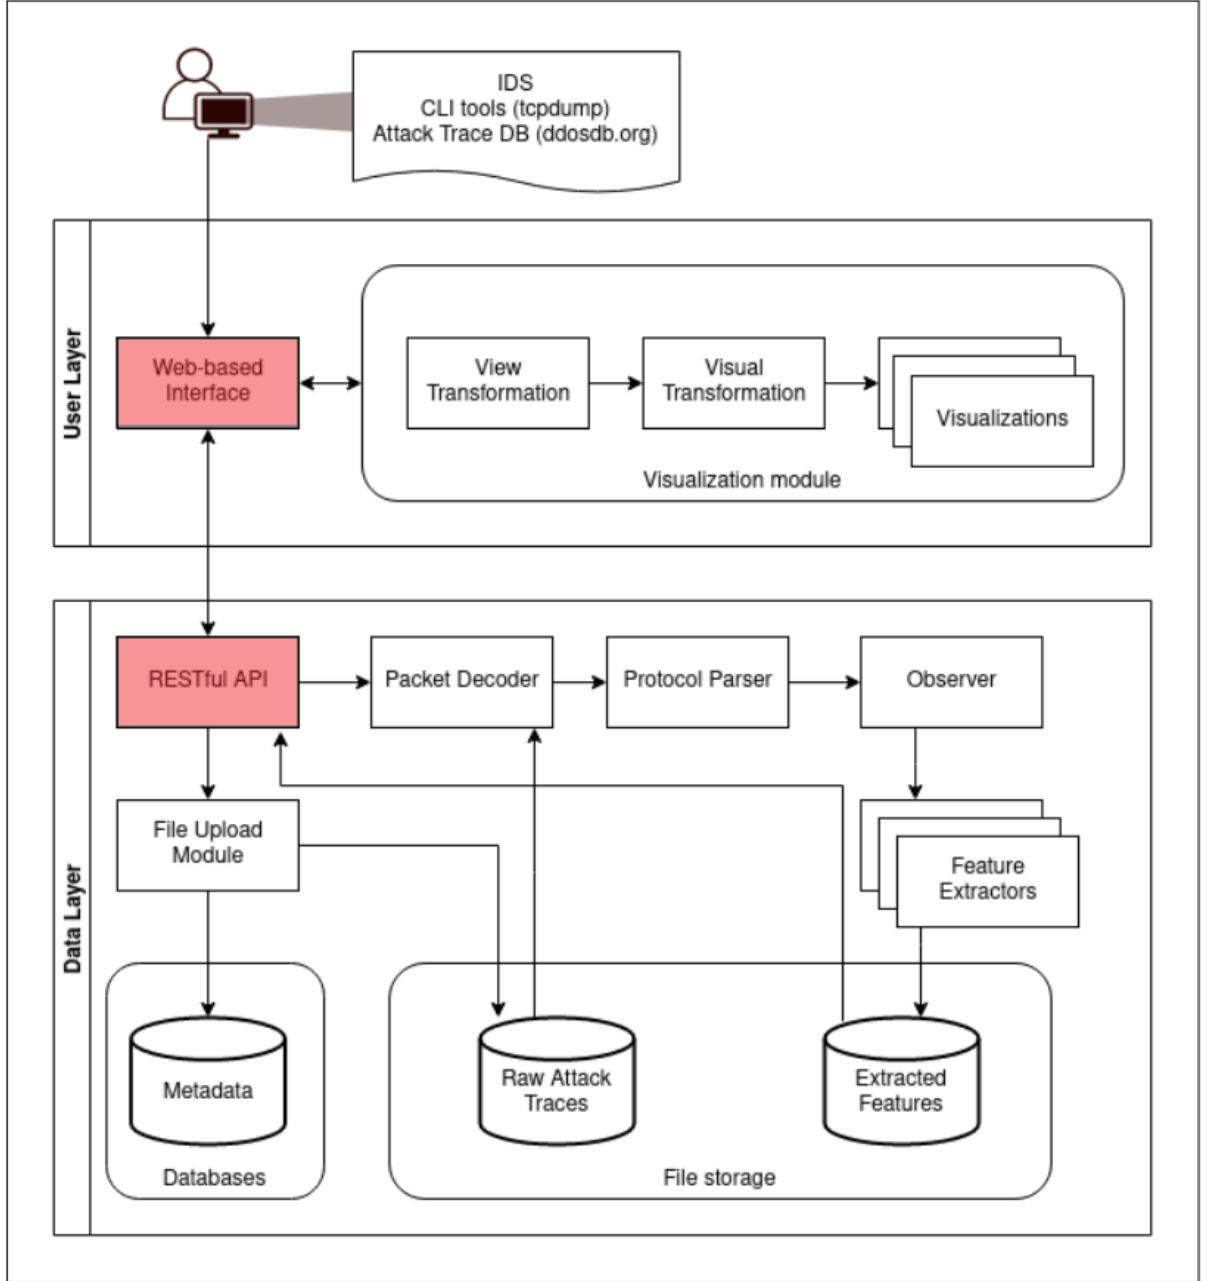 IDS
CLI tools (tcpdump)
Attack Trace DB (ddosdb.org)
User Layer
Web-based
Interface
View
Transformation
Visual
Transformation
Visualizations
Visualization module
Data Layer
RESTful API
Packet Decoder
Protocol Parser
Observer
File Upload
Module
Feature
Extractors
Metadata
Raw Attack
Traces
Extracted
Features
Databases
File storage